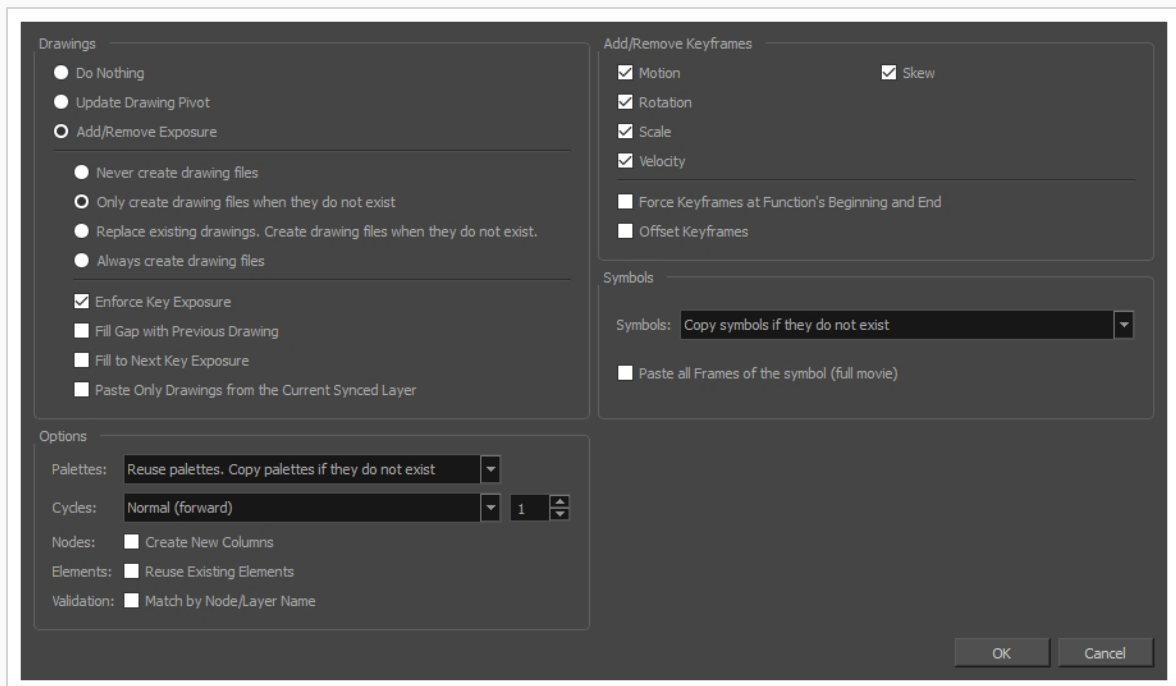 Drawings
Do Nothing
Update Drawing Pivot
Add/Remove Exposure
Never create drawing files
Only create drawing files when they do not exist
Replace existing drawings. Create drawing files when they do not exist.
Always create drawing files
Enforce Key Exposure
Fill Gap with Previous Drawing
Fill to Next Key Exposure
Paste Only Drawings from the Current Synced Layer
Options
Palettes: Reuse palettes. Copy palettes if they do not exist
Cycles: Normal (forward) 1
Nodes: Create New Columns
Elements: Reuse Existing Elements
Validation: Match by Node/Layer Name
Add/Remove Keyframes
Motion Skew
Rotation
Scale
Velocity
Force Keyframes at Function's Beginning and End
Offset Keyframes
Symbols
Symbols: Copy symbols if they do not exist
Paste all Frames of the symbol (full movie)
OK Cancel